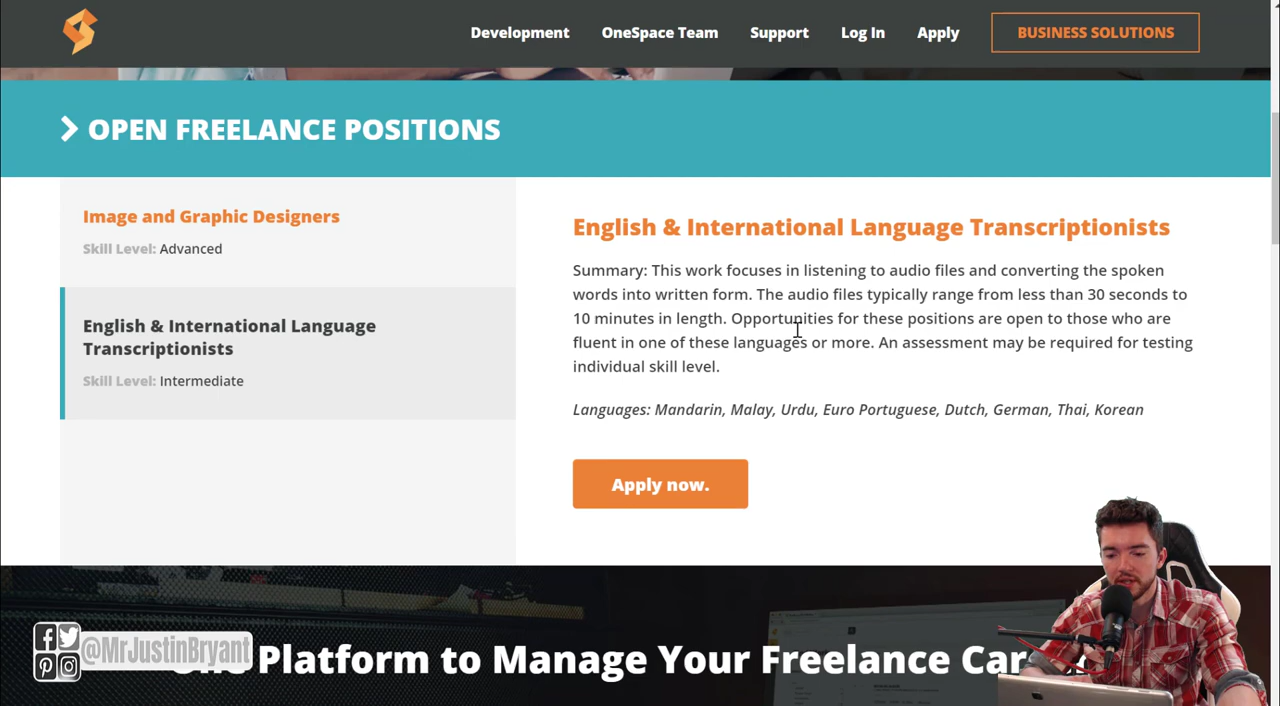 Development OneSpace Team Support Log In Apply BUSINESS SOLUTIONS
OPEN FREELANCE POSITIONS
Image and Graphic Designers
Skill Level: Advanced
English & International Language
Transcriptionists
Skill Level: Intermediate
English & International Language Transcriptionists
Summary: This work focuses in listening to audio files and converting the spoken
words into written form. The audio files typically range from less than 30 seconds to
10 minutes in length. Opportunities for these positions are open to those who are
fluent in one of these languages or more. An assessment may be required for testing
individual skill level.
Languages: Mandarin, Malay, Urdu, Euro Portuguese, Dutch, German, Thai, Korean
Apply now.
@MrJustinBryant
Platform to Manage Your Freelance